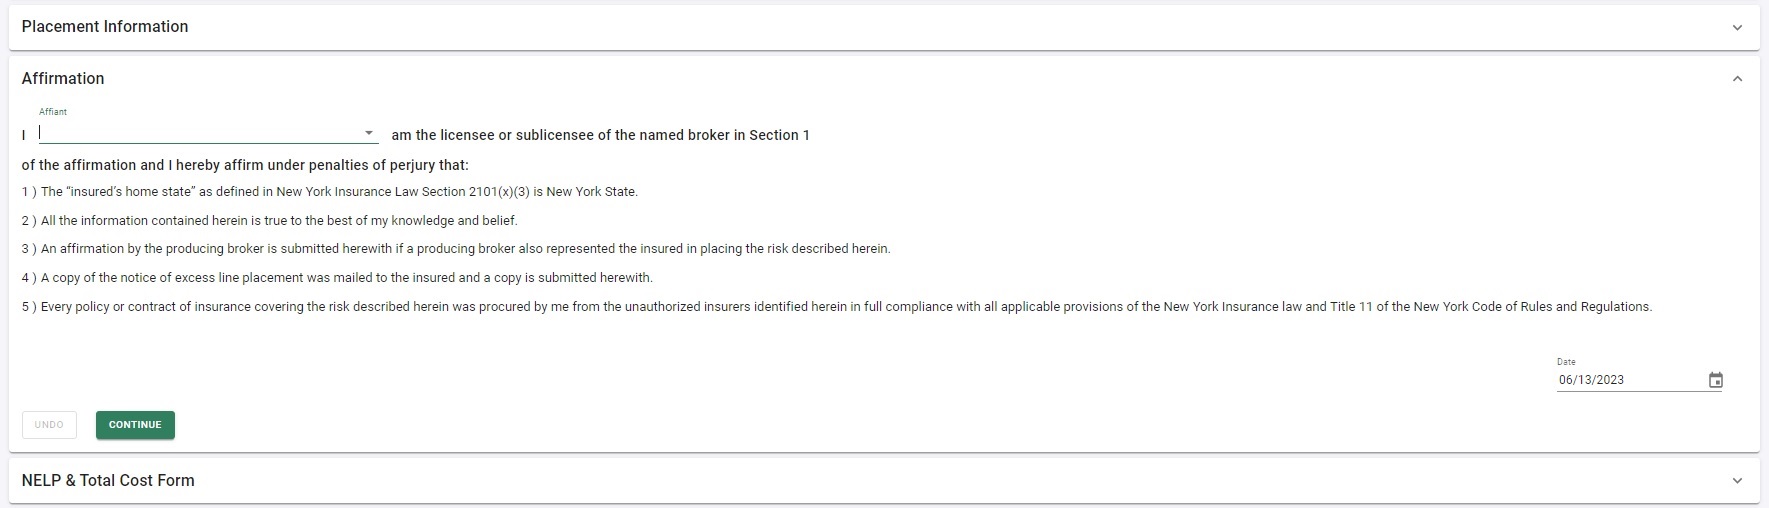 Placement Information
Affirmation
Affiant
I am the licensee or sublicensee of the named broker in Section 1
of the affirmation and I hereby affirm under penalties of perjury that:
1 ) The “insured’s home state” as defined in New York Insurance Law Section 2101(x)(3) is New York State.
2 ) All the information contained herein is true to the best of my knowledge and belief.
3 ) An affirmation by the producing broker is submitted herewith if a producing broker also represented the insured in placing the risk described herein.
4 ) A copy of the notice of excess line placement was mailed to the insured and a copy is submitted herewith.
5 ) Every policy or contract of insurance covering the risk described herein was procured by me from the unauthorized insurers identified herein in full compliance with all applicable provisions of the New York Insurance law and Title 11 of the New York Code of Rules and Regulations.
Date
06/13/2023
UNDO CONTINUE
NELP & Total Cost Form